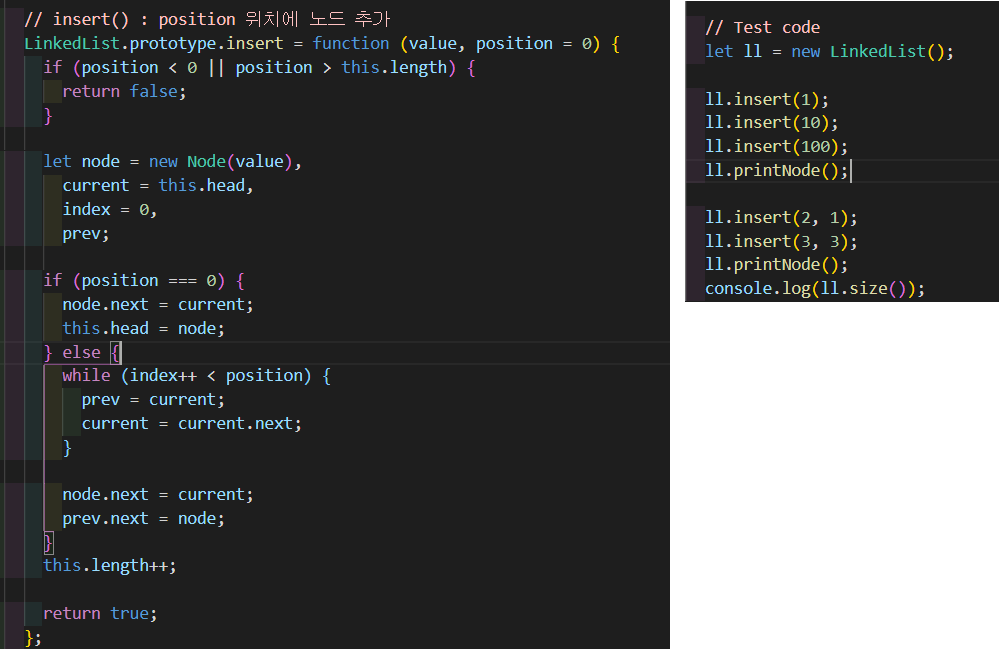 // insert() : position 위치에 노드 추가
LinkedList.prototype.insert = function (value, position = 0) {
  if (position < 0 || position > this.length) {
    return false;
  }

  let node = new Node(value),
    current = this.head,
    index = 0,
    prev;

  if (position === 0) {
    node.next = current;
    this.head = node;
  } else {
    while (index++ < position) {
      prev = current;
      current = current.next;
    }

    node.next = current;
    prev.next = node;
  }
  this.length++;

  return true;
};

// Test code
let ll = new LinkedList();

ll.insert(1);
ll.insert(10);
ll.insert(100);
ll.printNode();

ll.insert(2, 1);
ll.insert(3, 3);
ll.printNode();
console.log(ll.size());